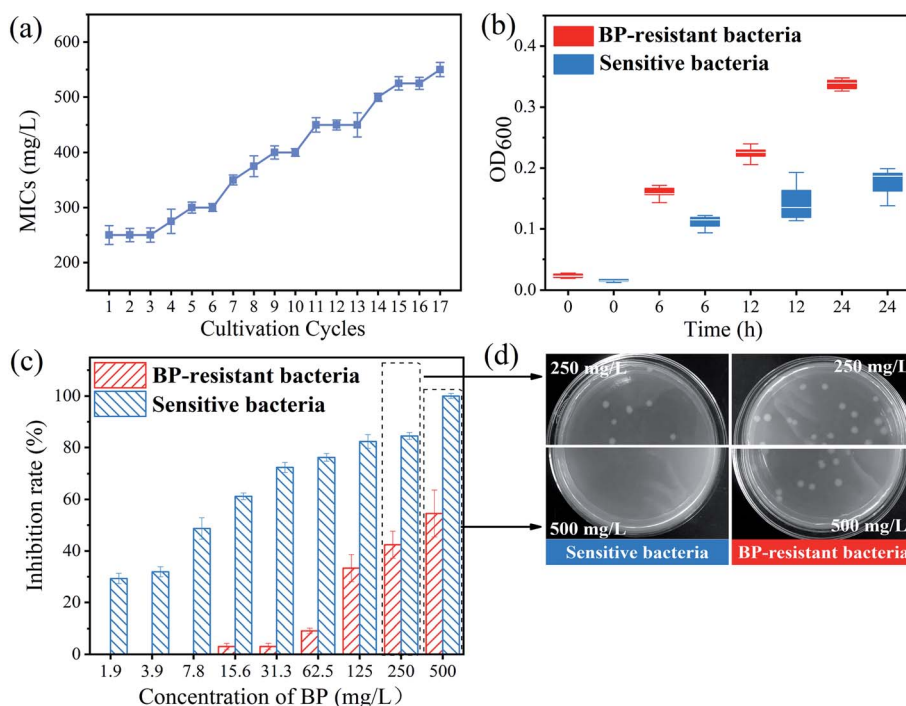 (a)
600
500
400
300
200
MICs (mg/L)
1 2 3 4 5 6 7 8 9 10 11 12 13 14 15 16 17
Cultivation Cycles
(b)
BP-resistant bacteria
Sensitive bacteria
0.4
0.3
0.2
0.1
0.0
OD600
0 0 6 6 12 12 24 24
Time (h)
(c)
BP-resistant bacteria
Sensitive bacteria
100
80
60
40
20
0
Inhibition rate (%)
1.9 3.9 7.8 15.6 31.3 62.5 125 250 500
Concentration of BP (mg/L)
(d)
250 mg/L 250 mg/L
500 mg/L 500 mg/L
Sensitive bacteria BP-resistant bacteria